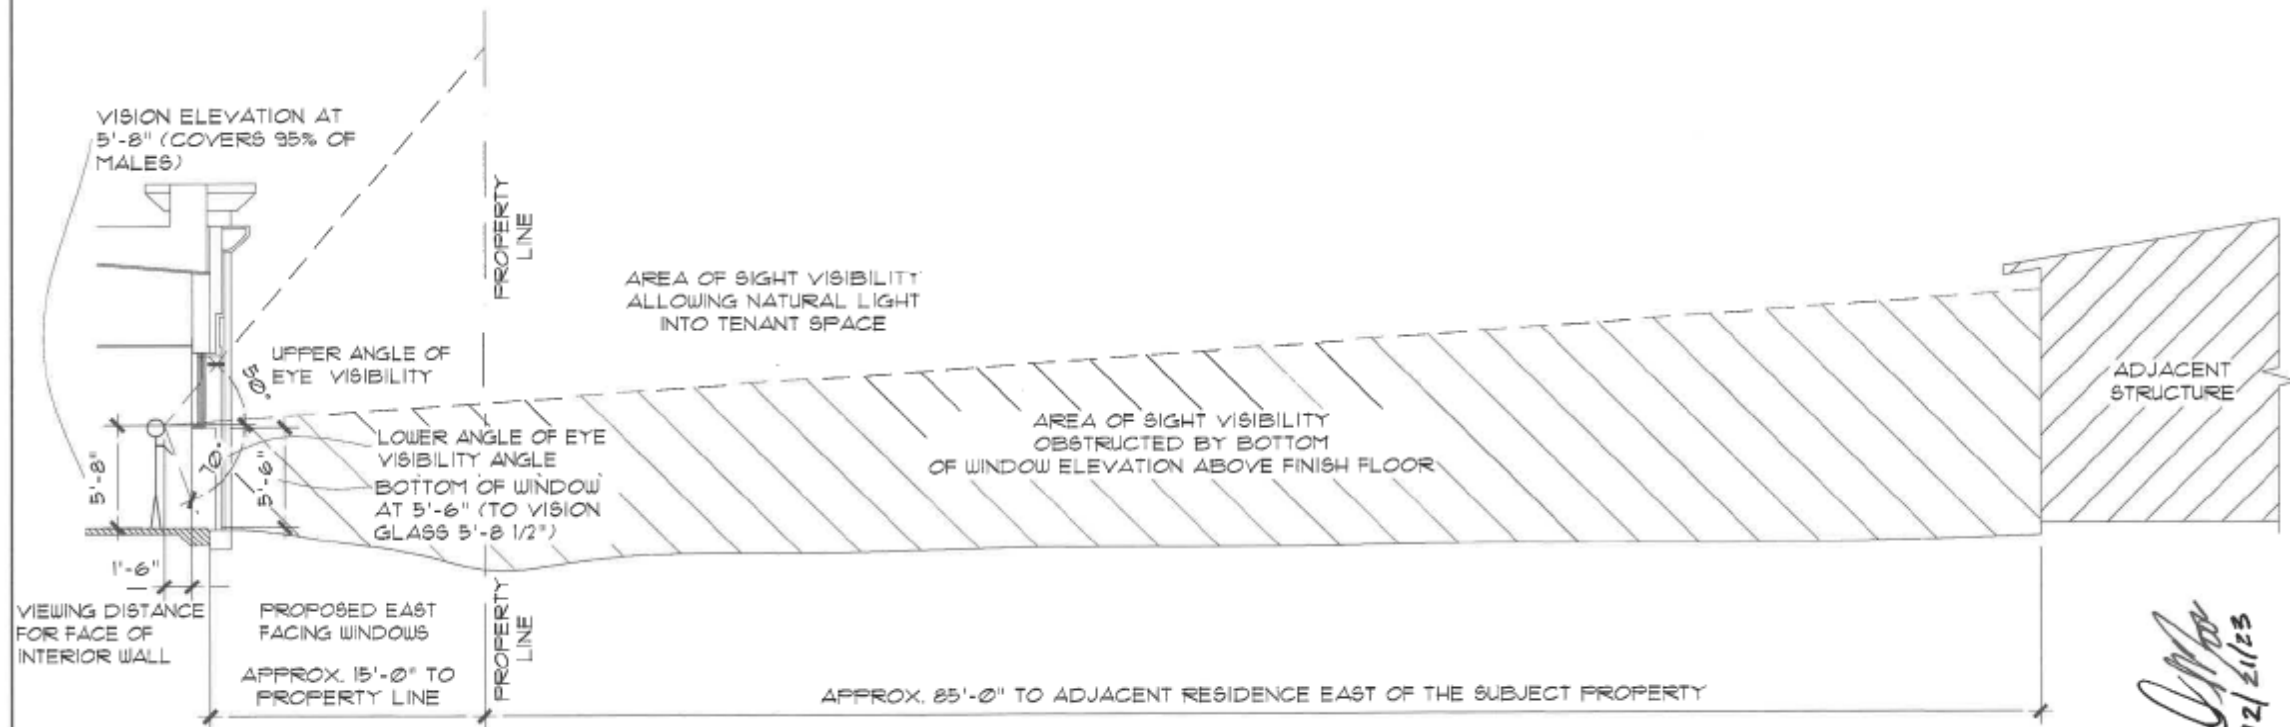 VISION ELEVATION AT
5'-8" (COVERS 95% OF
MALES)
PROPERTY
LINE
AREA OF SIGHT VISIBILITY
ALLOWING NATURAL LIGHT
INTO TENANT SPACE
UPPER ANGLE OF
EYE VISIBILITY
50°
ADJACENT
STRUCTURE
AREA OF SIGHT VISIBILITY
OBSTRUCTED BY BOTTOM
OF WINDOW ELEVATION ABOVE FINISH FLOOR
LOWER ANGLE OF EYE
VISIBILITY ANGLE
70°
5'-8"
5'-6"
BOTTOM OF WINDOW
AT 5'-6" (TO VISION
GLASS 5'-8 1/2")
1'-6"
VIEWING DISTANCE
FOR FACE OF
INTERIOR WALL
PROPOSED EAST
FACING WINDOWS
PROPERTY
LINE
APPROX. 15'-0" TO
PROPERTY LINE
APPROX. 85'-0" TO ADJACENT RESIDENCE EAST OF THE SUBJECT PROPERTY
12/21/23